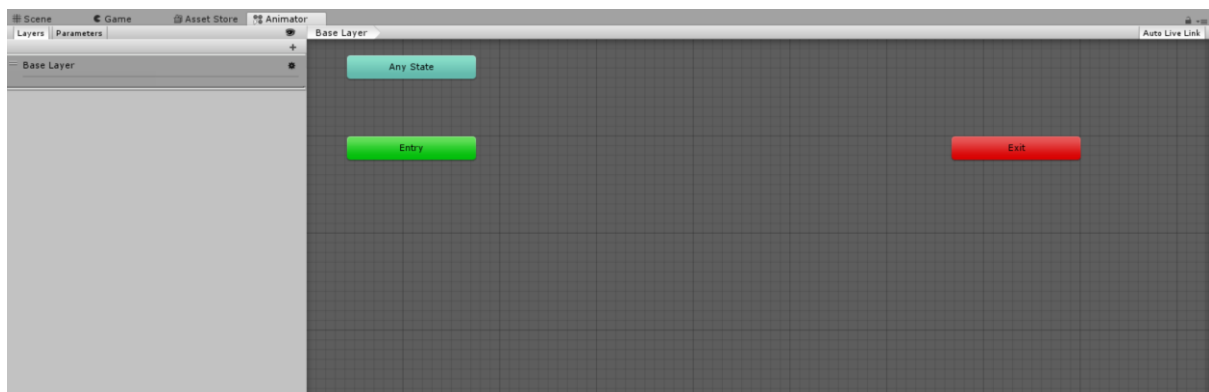 Scene Game Asset Store Animator
Layers Parameters Base Layer Auto Live Link
+
Base Layer
Any State
Entry Exit